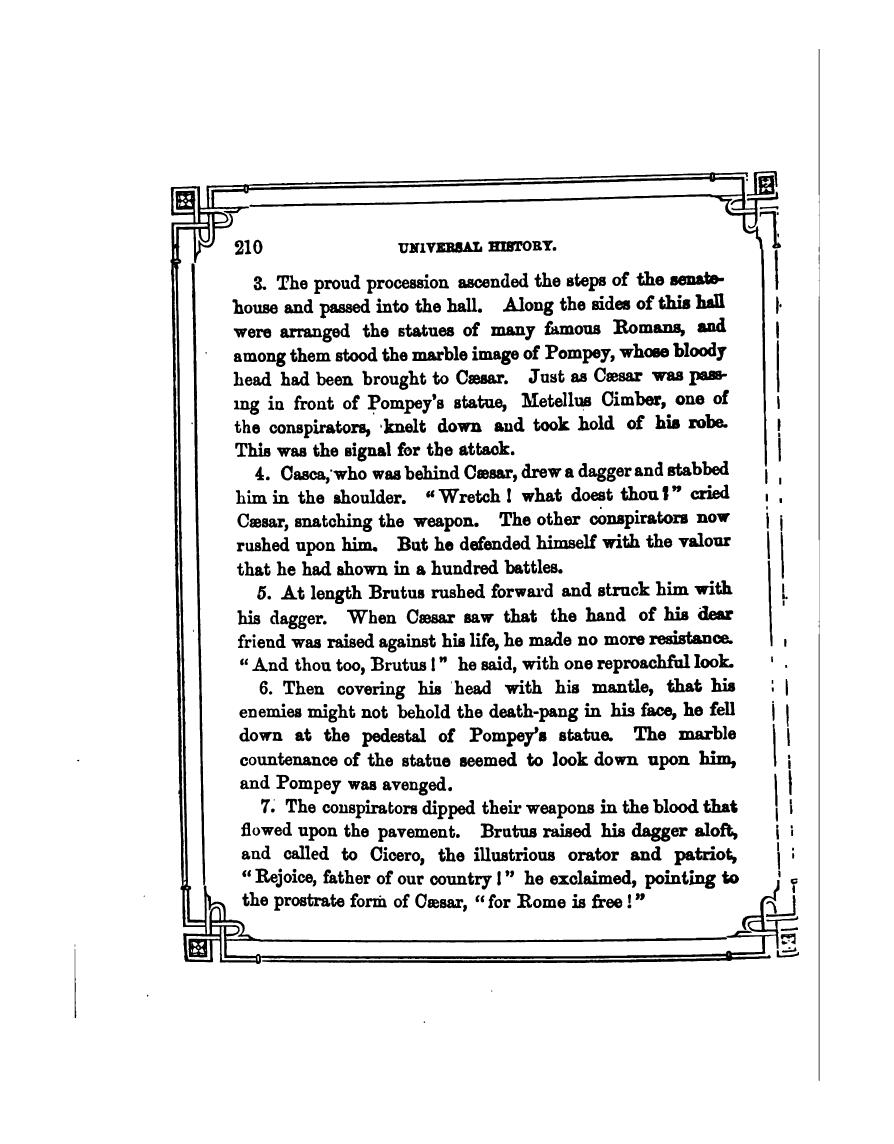 210 UNIVERSAL HISTORY.
3. The proud procession ascended the steps of the senate-
house and passed into the hall. Along the sides of this hall
were arranged the statues of many famous Romans, and
among them stood the marble image of Pompey, whose bloody
head had been brought to Cæsar. Just as Cæsar was pass-
ing in front of Pompey's statue, Metellus Cimber, one of
the conspirators, knelt down and took hold of his robe.
This was the signal for the attack.
4. Casca, who was behind Cæsar, drew a dagger and stabbed
him in the shoulder. "Wretch! what doest thou?" cried
Cæsar, snatching the weapon. The other conspirators now
rushed upon him. But he defended himself with the valour
that he had shown in a hundred battles.
5. At length Brutus rushed forward and struck him with
his dagger. When Cæsar saw that the hand of his dear
friend was raised against his life, he made no more resistance.
"And thou too, Brutus!" he said, with one reproachful look.
6. Then covering his head with his mantle, that his
enemies might not behold the death-pang in his face, he fell
down at the pedestal of Pompey's statue. The marble
countenance of the statue seemed to look down upon him,
and Pompey was avenged.
7. The conspirators dipped their weapons in the blood that
flowed upon the pavement. Brutus raised his dagger aloft,
and called to Cicero, the illustrious orator and patriot,
"Rejoice, father of our country!" he exclaimed, pointing to
the prostrate form of Cæsar, "for Rome is free!"